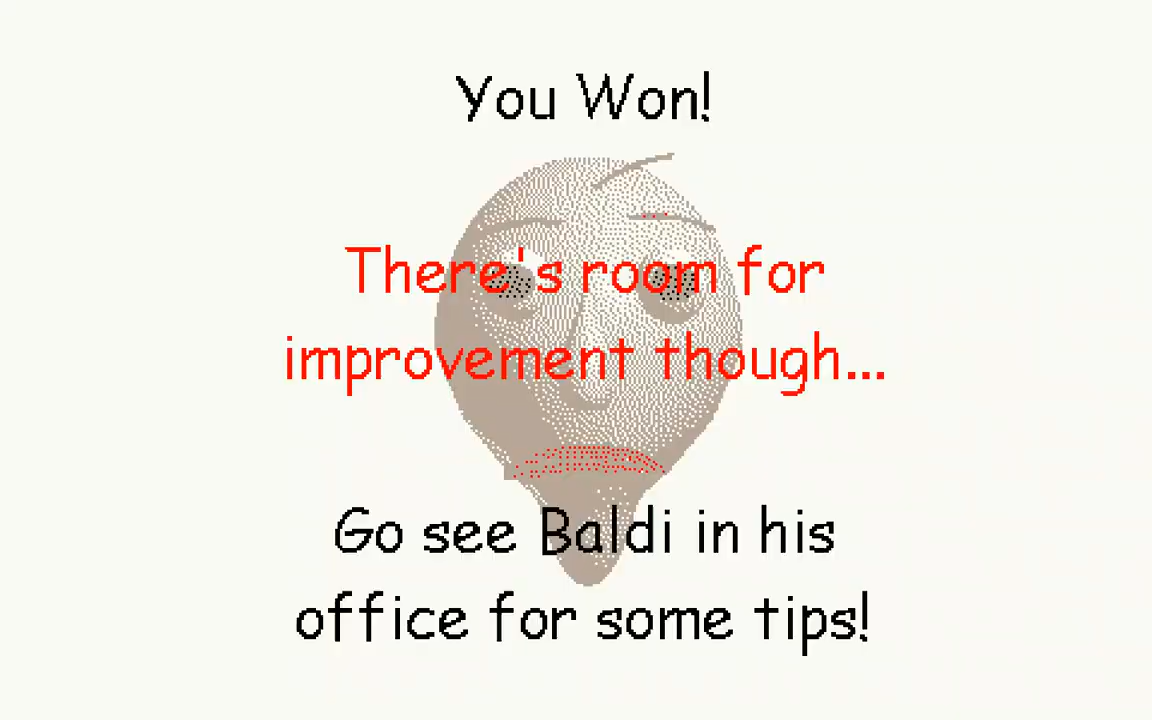 You Won!
There's room for
improvement though...
Go see Baldi in his
office for some tips!